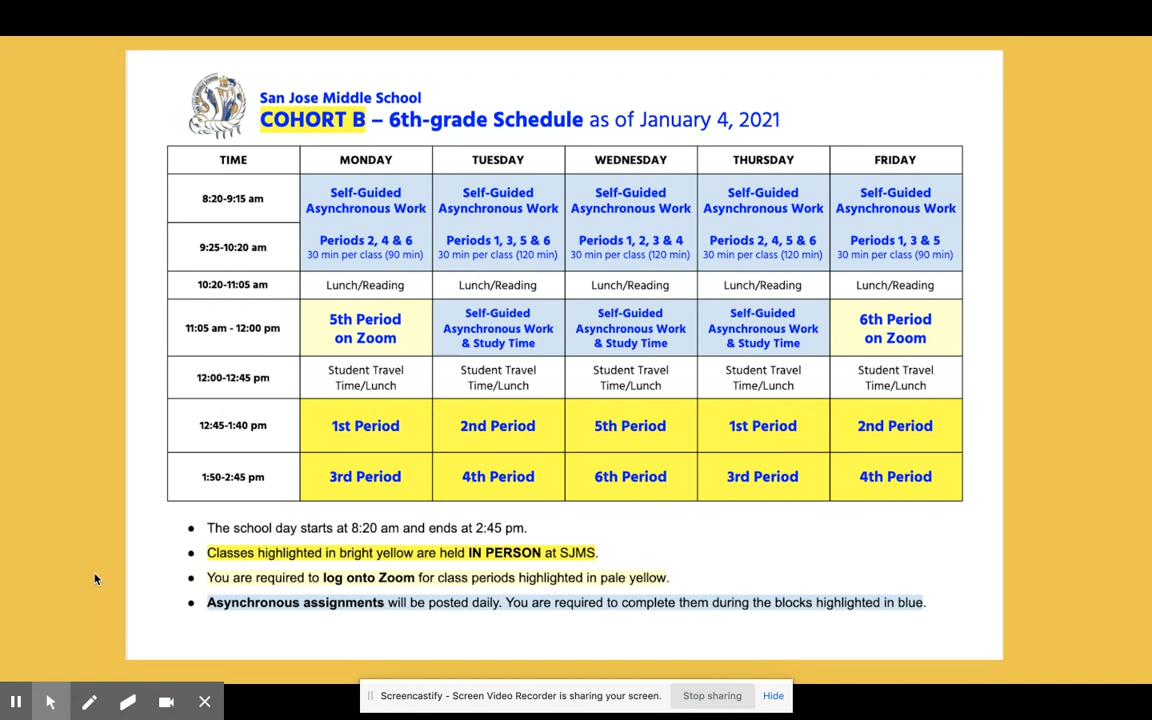 San Jose Middle School
COHORT B – 6th-grade Schedule as of January 4, 2021
TIME MONDAY TUESDAY WEDNESDAY THURSDAY FRIDAY
8:20-9:15 am
Self-Guided Self-Guided Self-Guided Self-Guided Self-Guided
Asynchronous Work Asynchronous Work Asynchronous Work Asynchronous Work Asynchronous Work
9:25-10:20 am
Periods 2, 4 & 6 Periods 1, 3, 5 & 6 Periods 1, 2, 3 & 4 Periods 2, 4, 5 & 6 Periods 1, 3 & 5
30 min per class (90 min) 30 min per class (120 min) 30 min per class (120 min) 30 min per class (120 min) 30 min per class (90 min)
10:20-11:05 am Lunch/Reading Lunch/Reading Lunch/Reading Lunch/Reading Lunch/Reading
11:05 am - 12:00 pm
5th Period
on Zoom
Self-Guided
Asynchronous Work
& Study Time
Self-Guided
Asynchronous Work
& Study Time
Self-Guided
Asynchronous Work
& Study Time
6th Period
on Zoom
12:00-12:45 pm
Student Travel Student Travel Student Travel Student Travel Student Travel
Time/Lunch Time/Lunch Time/Lunch Time/Lunch Time/Lunch
12:45-1:40 pm 1st Period 2nd Period 5th Period 1st Period 2nd Period
1:50-2:45 pm 3rd Period 4th Period 6th Period 3rd Period 4th Period
● The school day starts at 8:20 am and ends at 2:45 pm.
● Classes highlighted in bright yellow are held IN PERSON at SJMS.
● You are required to log onto Zoom for class periods highlighted in pale yellow.
● Asynchronous assignments will be posted daily. You are required to complete them during the blocks highlighted in blue.
Screencastify - Screen Video Recorder is sharing your screen. Stop sharing Hide